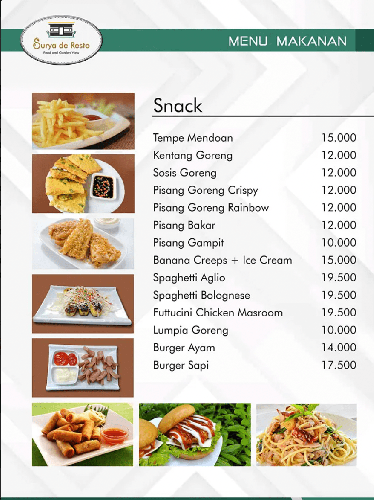 Surya de Resto
Food and Garden View
MENU MAKANAN
Snack
Tempe Mendoan 15.000
Kentang Goreng 12.000
Sosis Goreng 12.000
Pisang Goreng Crispy 12.000
Pisang Goreng Rainbow 12.000
Pisang Bakar 12.000
Pisang Gampit 10.000
Banana Creeps + Ice Cream 15.000
Spaghetti Aglio 19.500
Spaghetti Bolognese 19.500
Futtucini Chicken Masroom 19.500
Lumpia Goreng 10.000
Burger Ayam 14.000
Burger Sapi 17.500